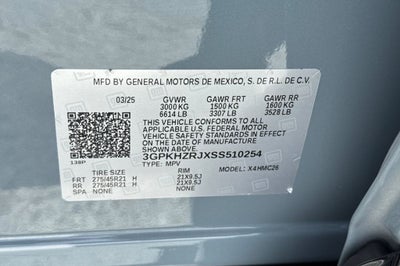 MFD BY GENERAL MOTORS DE MEXICO, S. DE R.L. DE C.V.
03/25 GVWR GAWR FRT GAWR RR
3000 KG 1500 KG 1600 KG
6614 LB 3307 LB 3528 LB
THIS VEHICLE CONFORMS TO ALL
APPLICABLE U.S. FEDERAL MOTOR
VEHICLE SAFETY STANDARDS IN EFFECT
ON THE DATE OF MANUFACTURE
SHOWN ABOVE.
138P
3GPKHZRJXSS510254
TYPE: MPV MODEL: X4HMC26
TIRE SIZE RIM
FRT 275/45R21 H 21X9.5J
RR 275/45R21 H 21X9.5J
SPA NONE NONE